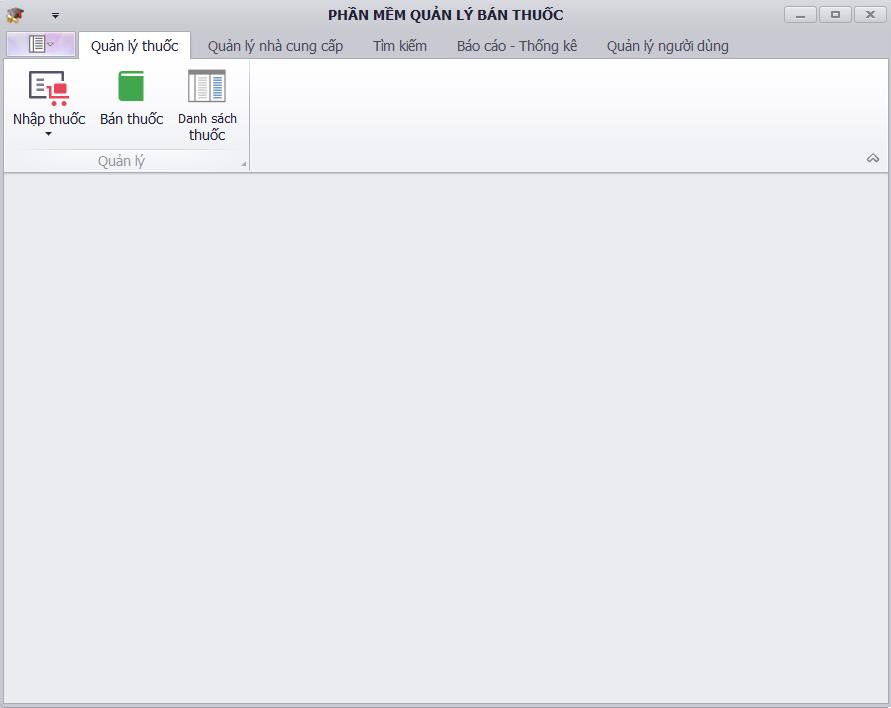 PHẦN MỀM QUẢN LÝ BÁN THUỐC
Quản lý thuốc Quản lý nhà cung cấp Tìm kiếm Báo cáo - Thống kê Quản lý người dùng
Nhập thuốc Bán thuốc Danh sách
thuốc
Quản lý